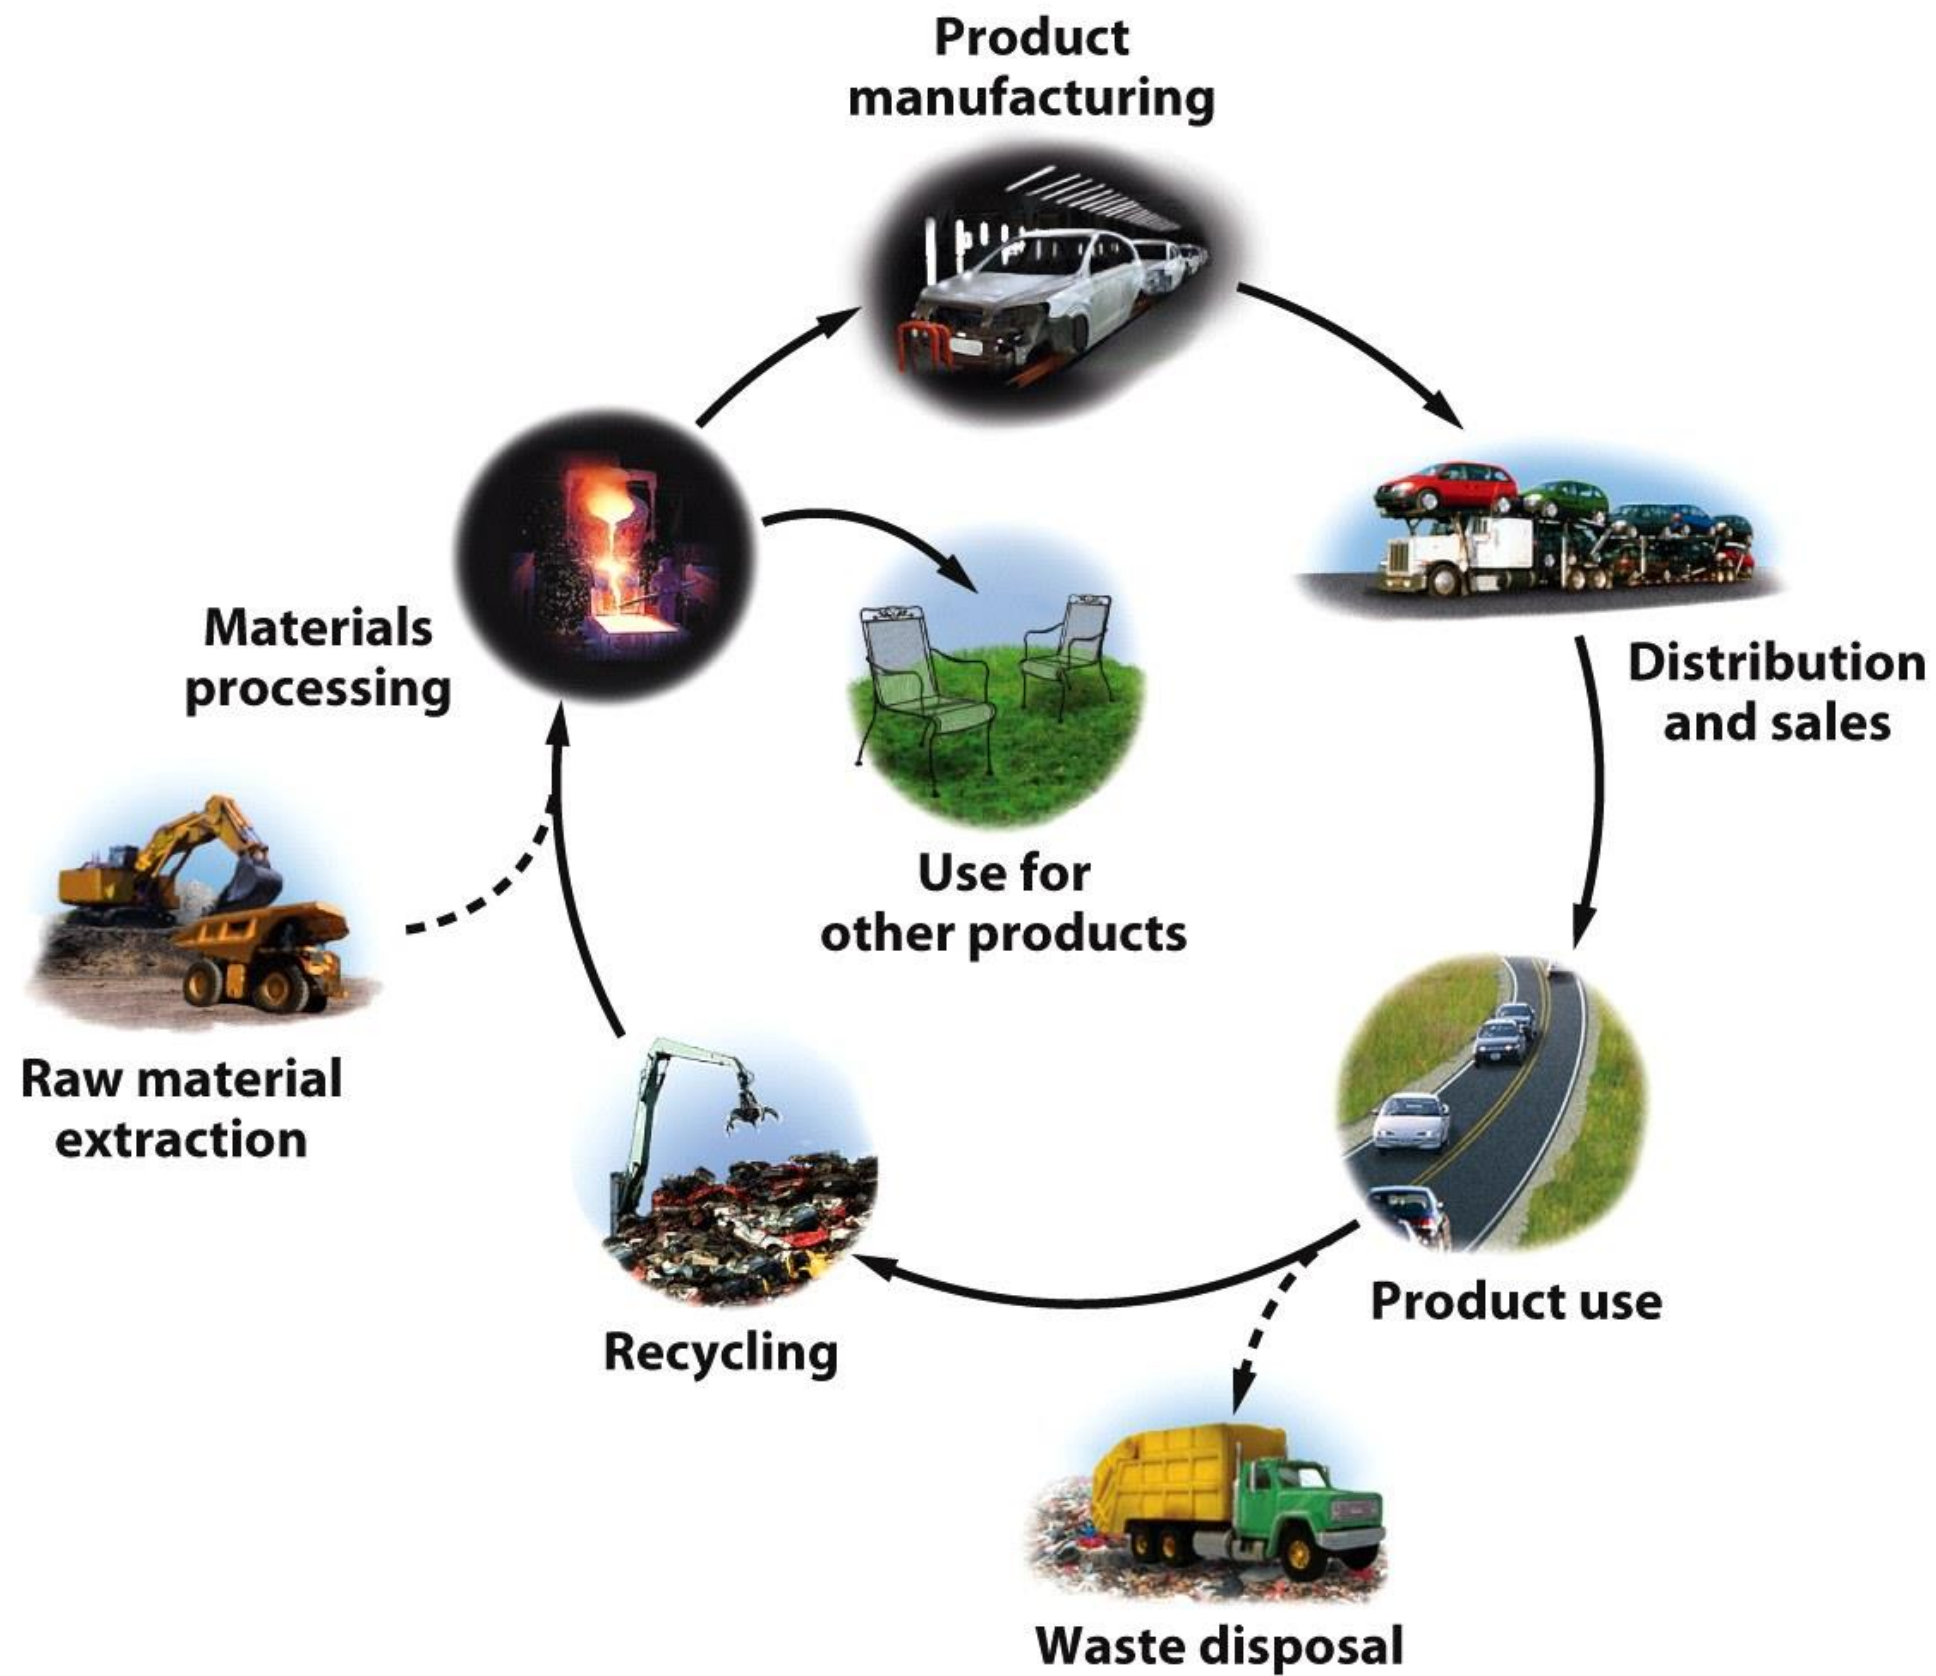 Product
manufacturing
Materials
processing
Distribution
and sales
Use for
other products
Raw material
extraction
Product use
Recycling
Waste disposal